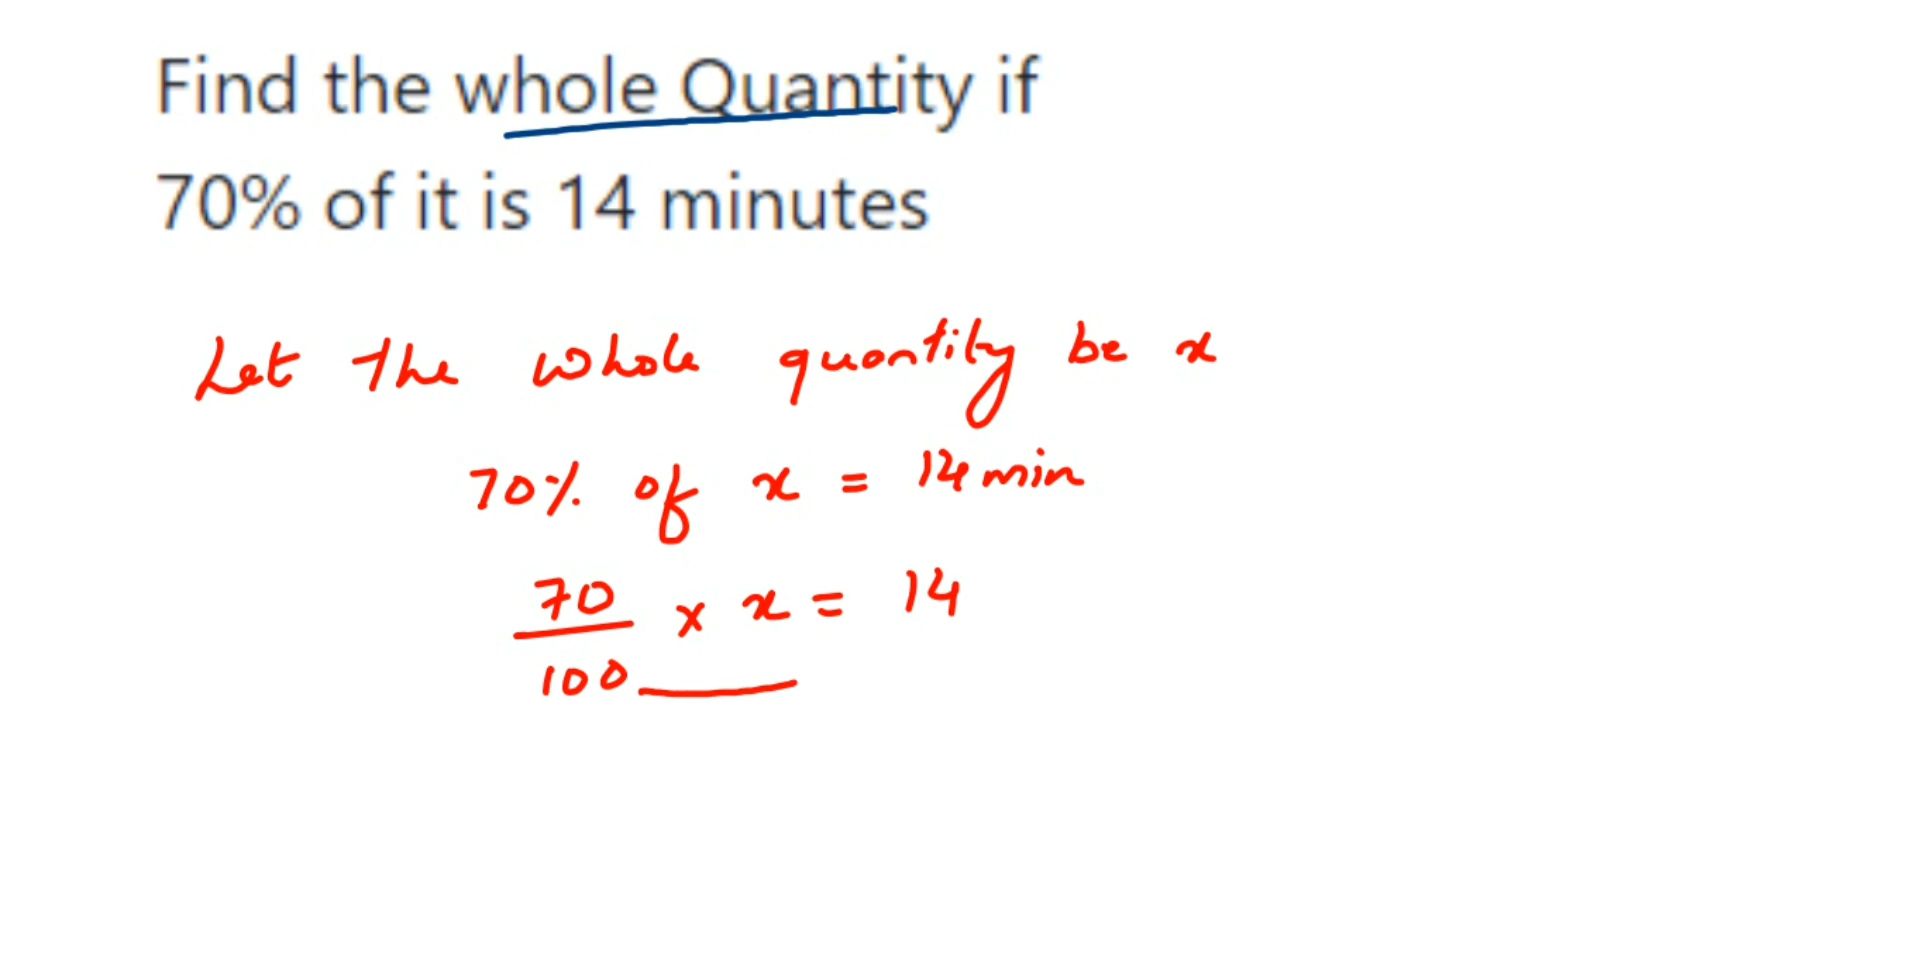 Find the whole Quantity if
70% of it is 14 minutes
Let the whole quantity be x
70% of x = 14 min
70
× x = 14
100